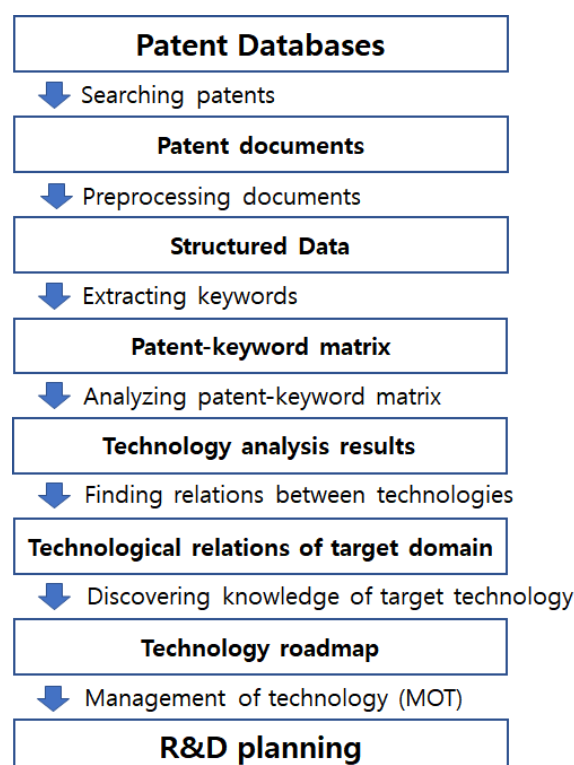 Patent Databases
Searching patents
Patent documents
Preprocessing documents
Structured Data
Extracting keywords
Patent-keyword matrix
Analyzing patent-keyword matrix
Technology analysis results
Finding relations between technologies
Technological relations of target domain
Discovering knowledge of target technology
Technology roadmap
Management of technology (MOT)
R&D planning